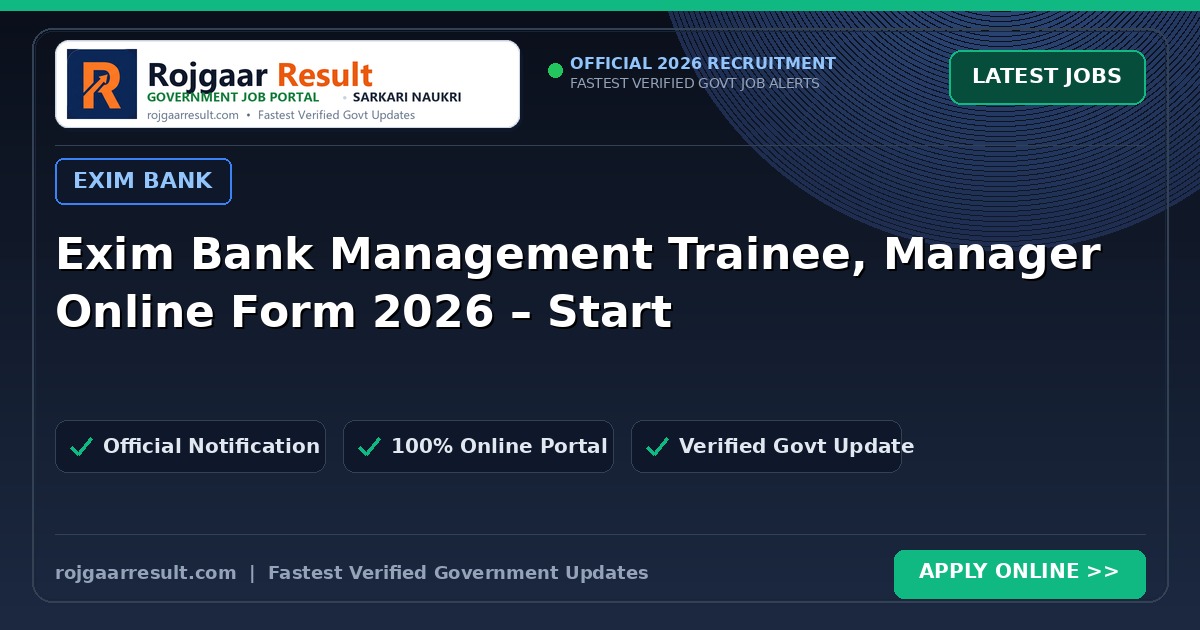 Rojgaar Result
GOVERNMENT JOB PORTAL • SARKARI NAUKRI
rojgaarresult.com • Fastest Verified Govt Updates
OFFICIAL 2026 RECRUITMENT
FASTEST VERIFIED GOVT JOB ALERTS
LATEST JOBS
EXIM BANK
Exim Bank Management Trainee, Manager
Online Form 2026 – Start
Official Notification
100% Online Portal
Verified Govt Update
rojgaarresult.com | Fastest Verified Government Updates
APPLY ONLINE >>